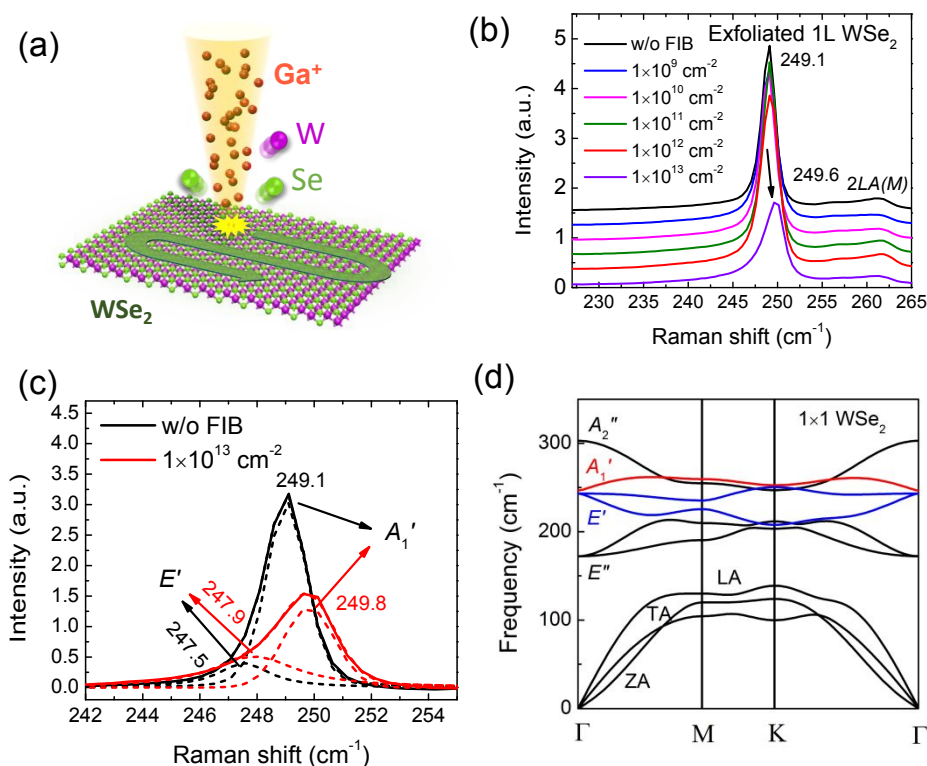 (a)
Ga⁺
W
Se
WSe₂
(b)
Exfoliated 1L WSe₂
w/o FIB
1×10⁹ cm⁻²
1×10¹⁰ cm⁻²
1×10¹¹ cm⁻²
1×10¹² cm⁻²
1×10¹³ cm⁻²
249.1
249.6
2LA(M)
Intensity (a.u.)
5
4
3
2
1
0
230 235 240 245 250 255 260 265
Raman shift (cm⁻¹)
(c)
w/o FIB
1×10¹³ cm⁻²
249.1
A₁'
E'
247.9
247.5
249.8
Intensity (a.u.)
4.5
4.0
3.5
3.0
2.5
2.0
1.5
1.0
0.5
0.0
242 244 246 248 250 252 254
Raman shift (cm⁻¹)
(d)
1×1 WSe₂
A₂"
A₁'
E'
E"
LA
TA
ZA
Frequency (cm⁻¹)
300
200
100
0
Γ M K Γ